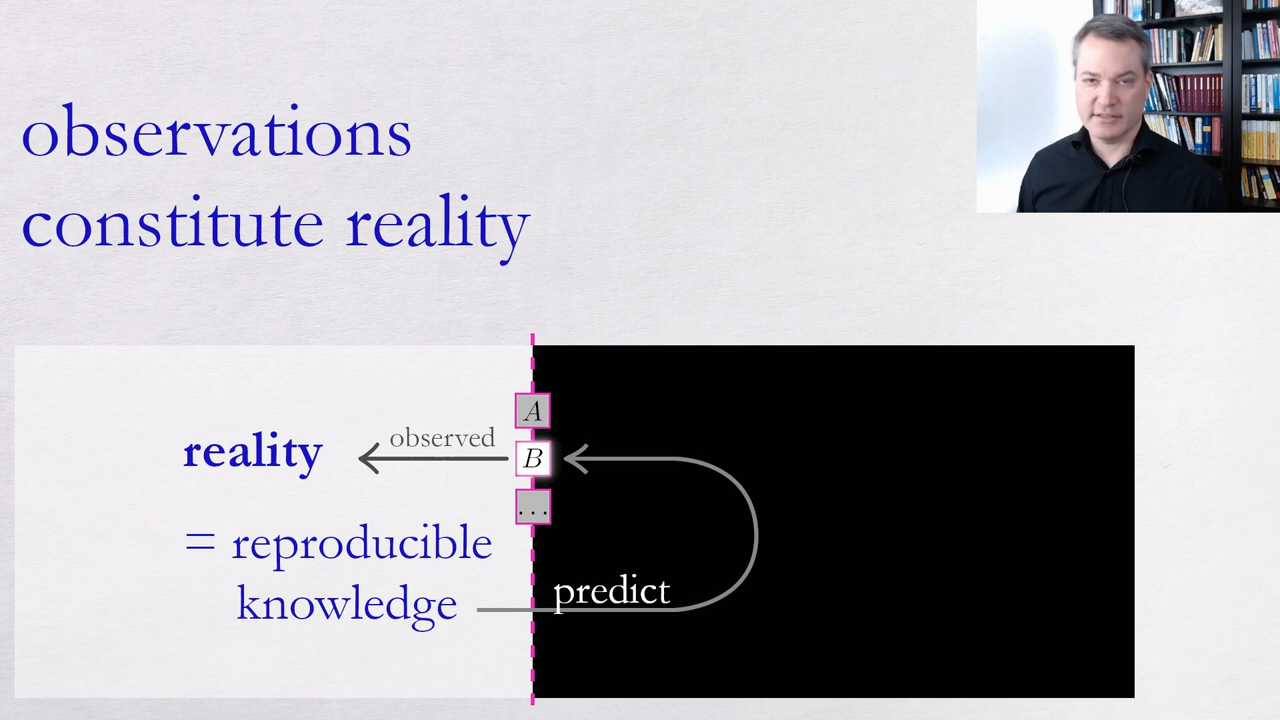 observations
constitute reality
A
reality
observed
B
...
= reproducible
knowledge
predict